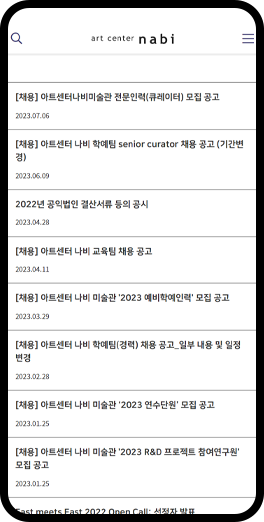 art center nabi
[채용] 아트센터나비미술관 전문인력(큐레이터) 모집 공고
2023.07.06
[채용] 아트센터 나비 학예팀 senior curator 채용 공고 (기간변
경)
2023.06.09
2022년 공익법인 결산서류 등의 공시
2023.04.28
[채용] 아트센터 나비 교육팀 채용 공고
2023.04.11
[채용] 아트센터 나비 미술관 '2023 예비학예인력' 모집 공고
2023.03.29
[채용] 아트센터 나비 학예팀(경력) 채용 공고_일부 내용 및 일정
변경
2023.02.28
[채용] 아트센터 나비 미술관 '2023 연수단원' 모집 공고
2023.01.25
[채용] 아트센터 나비 미술관 '2023 R&D 프로젝트 참여연구원'
모집 공고
2023.01.25
East meets East 2022 Open Call: 선정자 발표